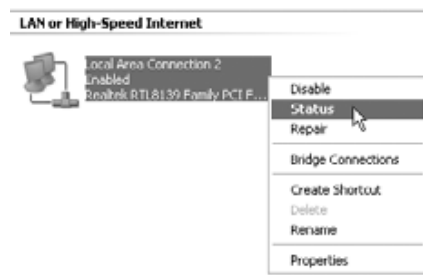 LAN or High-Speed Internet
Local Area Connection 2
Enabled
Realtek RTL8139 Family PCI F...
Disable
Status
Repair
Bridge Connections
Create Shortcut
Delete
Rename
Properties